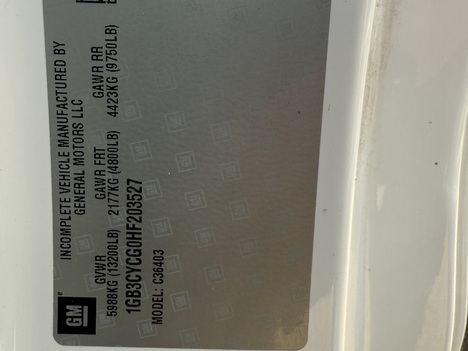 GM
INCOMPLETE VEHICLE MANUFACTURED BY
GENERAL MOTORS LLC
GVWR GAWR FRT GAWR RR
5988KG (13200LB) 2177KG (4800LB) 4423KG (9750LB)
1GB3CYCG0HF203527
MODEL: C36403